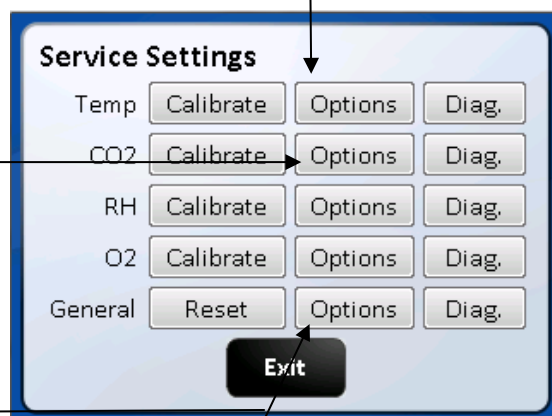 Service Settings
Temp Calibrate Options Diag.
CO2 Calibrate Options Diag.
RH Calibrate Options Diag.
O2 Calibrate Options Diag.
General Reset Options Diag.
Exit